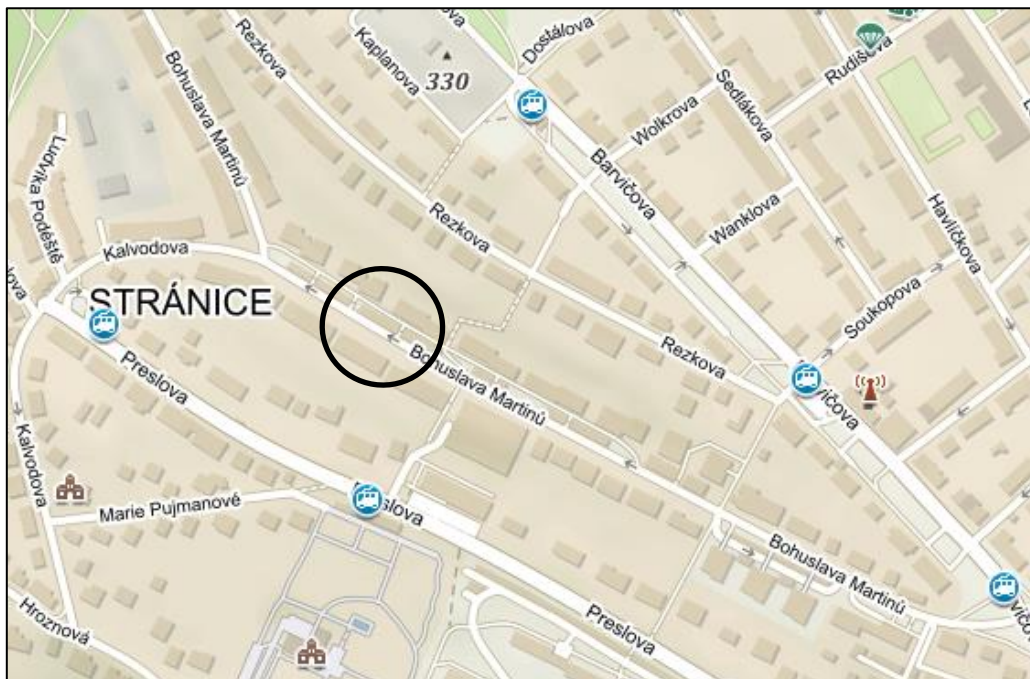 Dostálova
Rezkova
Kaplanova
330
Rudišova
Bohuslava Martinů
Sedlákova
Wolkrova
Ludvíka Poděště
Barvičova
Havlíčkova
Wanklova
Rezkova
Kalvodova
STRÁNICE
Soukopova
Rezkova
Preslova
Bohuslava Martinů
Kalvodova
Marie Pujmanové
Bohuslava Martinů
Preslova
Hroznová